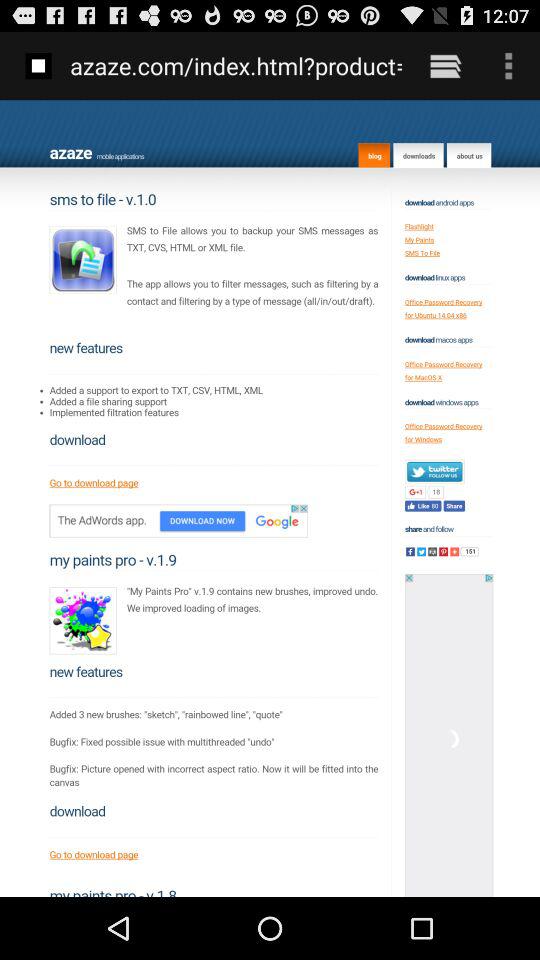 12:07
azaze.com/index.html?product=
azaze mobile applications
blog
downloads
about us
sms to file - v.1.0
SMS to File allows you to backup your SMS messages as
TXT, CVS, HTML or XML file.
The app allows you to filter messages, such as filtering by a
contact and filtering by a type of message (all/in/out/draft).
new features
• Added a support to export to TXT, CSV, HTML, XML
• Added a file sharing support
• Implemented filtration features
download
Go to download page
The AdWords app.
DOWNLOAD NOW
Google
my paints pro - v.1.9
"My Paints Pro" v.1.9 contains new brushes, improved undo.
We improved loading of images.
new features
Added 3 new brushes: "sketch", "rainbowed line", "quote"
Bugfix: Fixed possible issue with multithreaded "undo"
Bugfix: Picture opened with incorrect aspect ratio. Now it will be fitted into the
canvas
download
Go to download page
my paints pro - v.1.8
download android apps
Flashlight
My Paints
SMS To File
download linux apps
Office Password Recovery
for Ubuntu 14.04 x86
download macos apps
Office Password Recovery
for MacOS X
download windows apps
Office Password Recovery
for Windows
twitter
FOLLOW US
G+1 18
Like 80 Share
share and follow
151